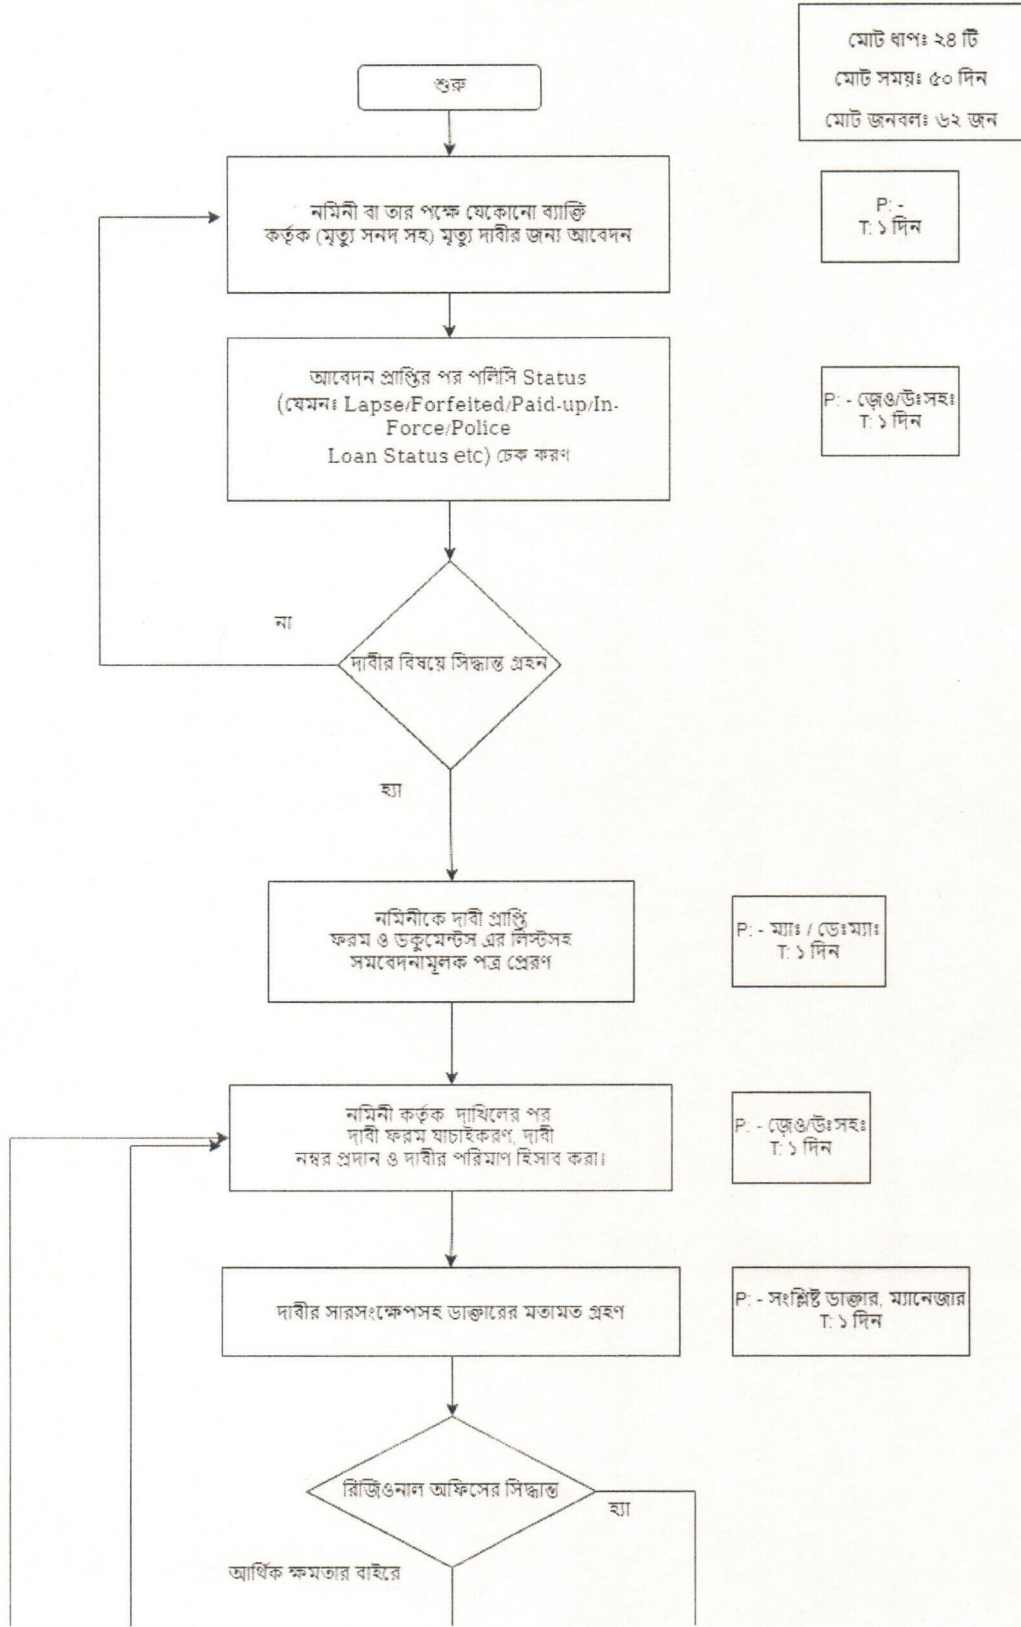 মোট ধাপঃ ২৪ টি
মোট সময়ঃ ৫০ দিন
মোট জনবলঃ ৬২ জন
শুরু
নমিনী বা তার পক্ষে যেকোনো ব্যাক্তি
কর্তৃক (মৃত্যু সনদ সহ) মৃত্যু দাবীর জন্য আবেদন
P: -
T: ১ দিন
আবেদন প্রাপ্তির পর পলিসি Status
(যেমনঃ Lapse/Forfeited/Paid-up/In-
Force/Police
Loan Status etc) চেক করণ
P: - জ়েও/উঃসহঃ
T: ১ দিন
না
দাবীর বিষয়ে সিদ্ধান্ত গ্রহন
হ্যা
নমিনীকে দাবী প্রাপ্তি
ফরম ও ডকুমেন্টস এর লিস্টসহ
সমবেদনামূলক পত্র প্রেরণ
P: - ম্যাঃ / ডেঃম্যাঃ
T: ১ দিন
নমিনী কর্তৃক দাখিলের পর
দাবী ফরম যাচাইকরণ, দাবী
নম্বর প্রদান ও দাবীর পরিমাণ হিসাব করা।
P: - জ়েও/উঃসহঃ
T: ১ দিন
দাবীর সারসংক্ষেপসহ ডাক্তারের মতামত গ্রহণ
P: - সংশ্লিষ্ট ডাক্তার, ম্যানেজার
T: ১ দিন
রিজিওনাল অফিসের সিদ্ধান্ত
হ্যা
আর্থিক ক্ষমতার বাইরে